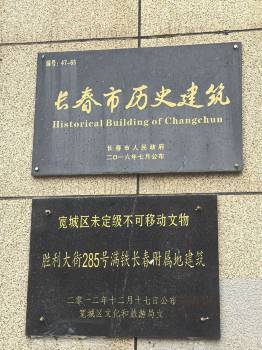 编号：47-65
长春市历史建筑
Historical Building of Changchun
长春市人民政府
二〇一六年七月公布
宽城区未定级不可移动文物
胜利大街285号满铁长春附属地建筑
二零一二年十二月十七日公布
宽城区文化和旅游局立